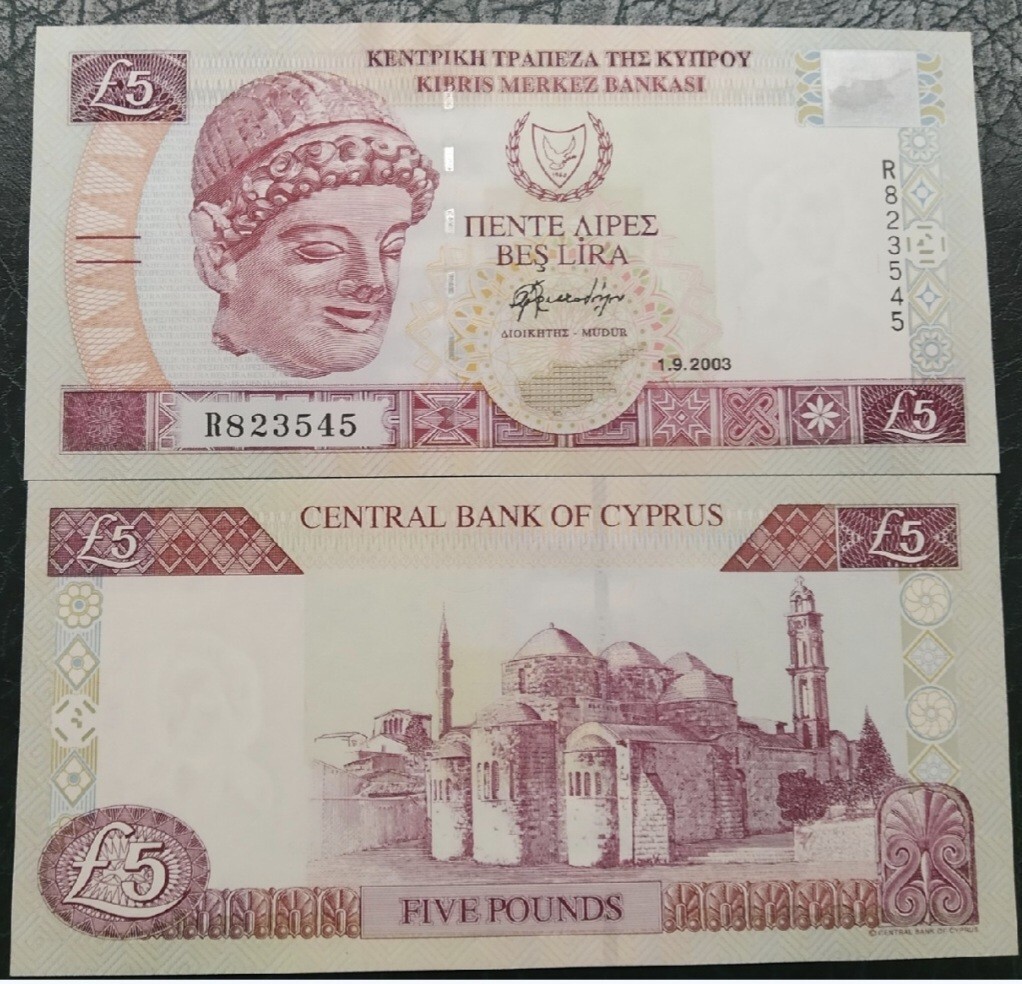 £5
ΚΕΝΤΡΙΚΗ ΤΡΑΠΕΖΑ ΤΗΣ ΚΥΠΡΟΥ
KIBRIS MERKEZ BANKASI
1960
R823545
ΠΕΝΤΕ ΛΙΡΕΣ
BEŞ LİRA
ΔΙΟΙΚΗΤΗΣ - MÜDÜR
1.9.2003
R823545
£5
CENTRAL BANK OF CYPRUS
£5
£5
£5
FIVE POUNDS
© CENTRAL BANK OF CYPRUS